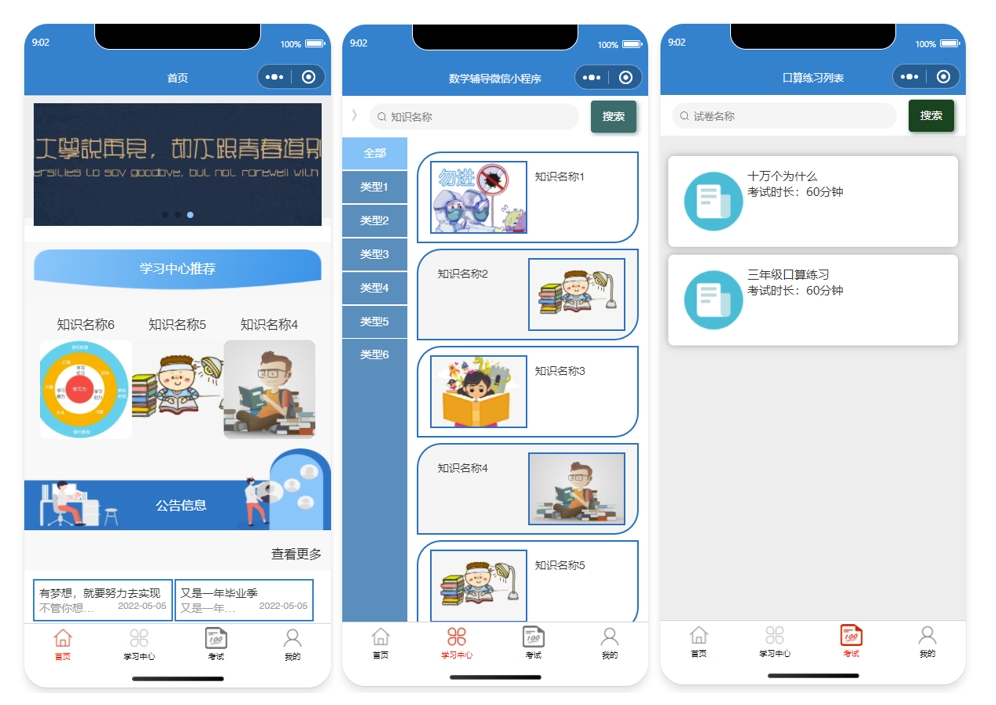 9:02
100%
首页
大學說再見，却不跟青春道别
ersities to say goodbye, but not farewell with
学习中心推荐
知识名称6
知识名称5
知识名称4
学习力
公告信息
查看更多
有梦想，就要努力去实现
不管你想…
2022-05-05
又是一年毕业季
又是一年…
2022-05-05
首页
学习中心
考试
我的
9:02
100%
数学辅导微信小程序
知识名称
搜索
全部
类型1
类型2
类型3
类型4
类型5
类型6
勿进
知识名称1
知识名称2
知识名称3
知识名称4
知识名称5
首页
学习中心
考试
我的
9:02
100%
口算练习列表
试卷名称
搜索
十万个为什么
考试时长：60分钟
三年级口算练习
考试时长：60分钟
首页
学习中心
考试
我的